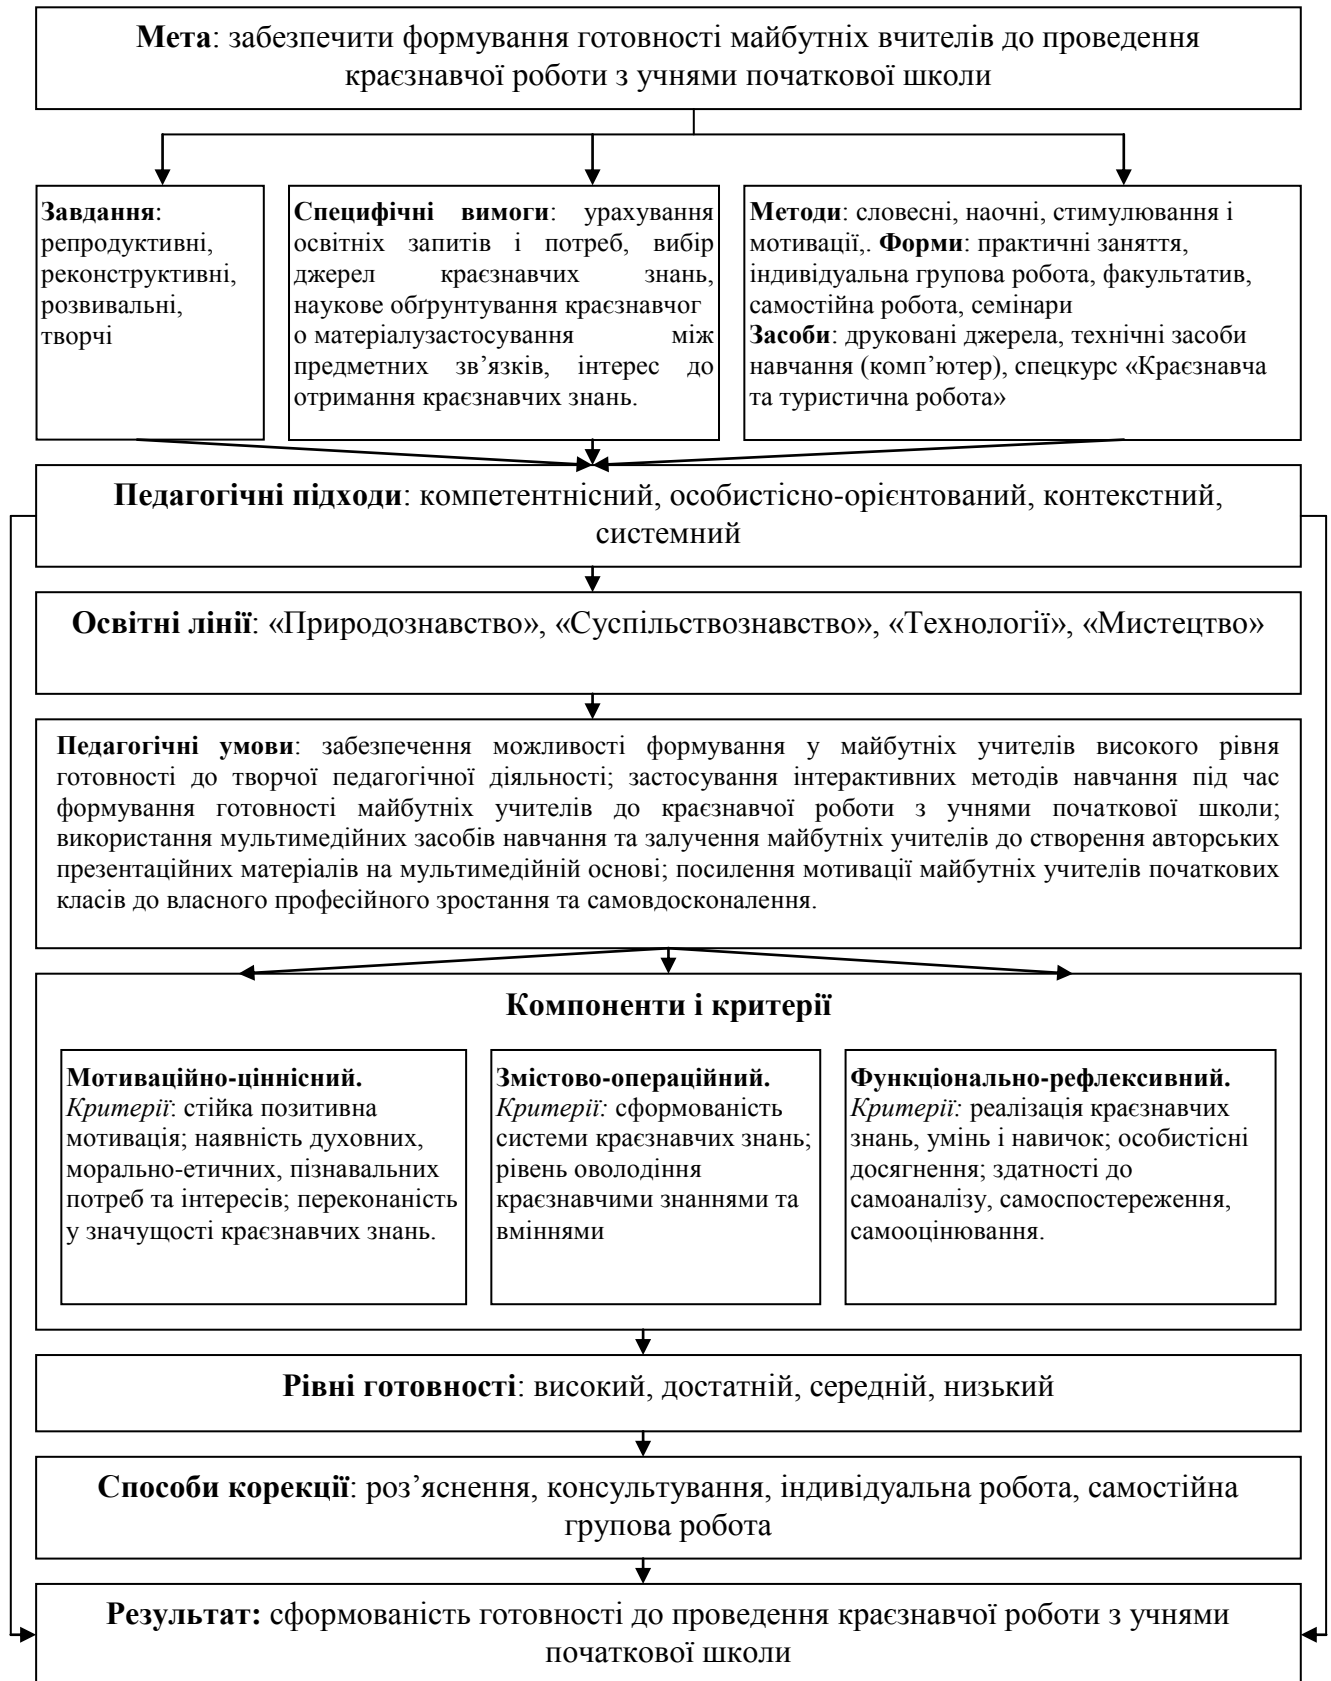 Мета: забезпечити формування готовності майбутніх вчителів до проведення
краєзнавчої роботи з учнями початкової школи
Завдання:
репродуктивні,
реконструктивні,
розвивальні,
творчі
Специфічні вимоги: урахування
освітніх запитів і потреб, вибір
джерел краєзнавчих знань,
наукове обґрунтування краєзнавчог
о матеріалузастосування між
предметних зв’язків, інтерес до
отримання краєзнавчих знань.
Методи: словесні, наочні, стимулювання і
мотивації,. Форми: практичні заняття,
індивідуальна групова робота, факультатив,
самостійна робота, семінари
Засоби: друковані джерела, технічні засоби
навчання (комп’ютер), спецкурс «Краєзнавча
та туристична робота»
Педагогічні підходи: компетентнісний, особистісно-орієнтований, контекстний,
системний
Освітні лінії: «Природознавство», «Суспільствознавство», «Технології», «Мистецтво»
Педагогічні умови: забезпечення можливості формування у майбутніх учителів високого рівня
готовності до творчої педагогічної діяльності; застосування інтерактивних методів навчання під час
формування готовності майбутніх учителів до краєзнавчої роботи з учнями початкової школи;
використання мультимедійних засобів навчання та залучення майбутніх учителів до створення авторських
презентаційних матеріалів на мультимедійній основі; посилення мотивації майбутніх учителів початкових
класів до власного професійного зростання та самовдосконалення.
Компоненти і критерії
Мотиваційно-ціннісний.
Критерії: стійка позитивна
мотивація; наявність духовних,
морально-етичних, пізнавальних
потреб та інтересів; переконаність
у значущості краєзнавчих знань.
Змістово-операційний.
Критерії: сформованість
системи краєзнавчих знань;
рівень оволодіння
краєзнавчими знаннями та
вміннями
Функціонально-рефлексивний.
Критерії: реалізація краєзнавчих
знань, умінь і навичок; особистісні
досягнення; здатності до
самоаналізу, самоспостереження,
самооцінювання.
Рівні готовності: високий, достатній, середній, низький
Способи корекції: роз’яснення, консультування, індивідуальна робота, самостійна
групова робота
Результат: сформованість готовності до проведення краєзнавчої роботи з учнями
початкової школи